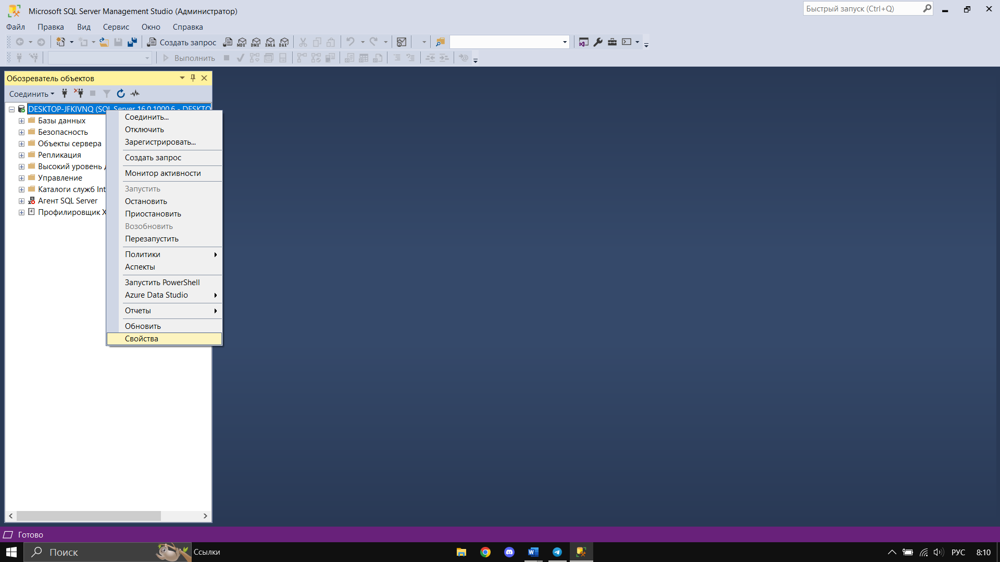 Microsoft SQL Server Management Studio (Администратор)
Быстрый запуск (Ctrl+Q)
Файл Правка Вид Сервис Окно Справка
Создать запрос MDX DMX XMLA DAX
Выполнить
Обозреватель объектов
Соединить
DESKTOP-JFKIVNQ (SQL Server 16.0.1000.6 - DESKTO
Базы данных
Безопасность
Объекты сервера
Репликация
Высокий уровень
Управление
Каталоги служб Int
Агент SQL Server
Профилировщик X
Соединить...
Отключить
Зарегистрировать...
Создать запрос
Монитор активности
Запустить
Остановить
Приостановить
Возобновить
Перезапустить
Политики
Аспекты
Запустить PowerShell
Azure Data Studio
Отчеты
Обновить
Свойства
Готово
Поиск
Ссылки
РУС
8:10